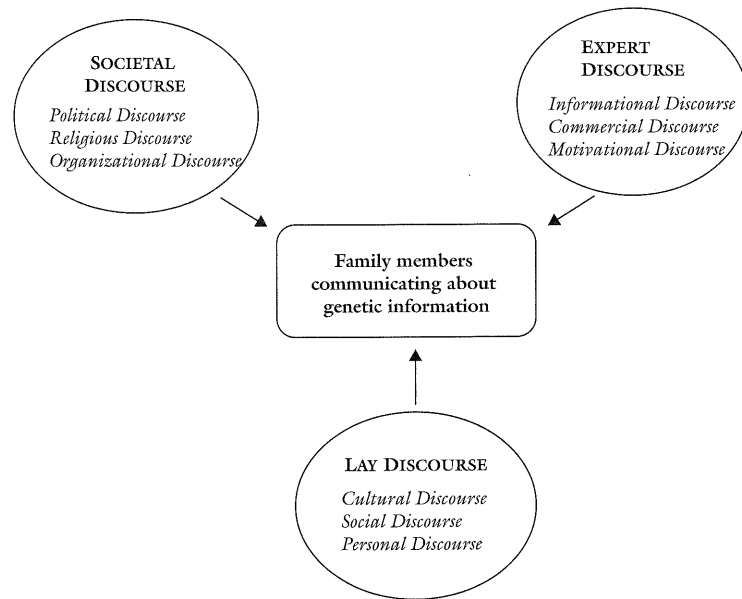 SOCIETAL
DISCOURSE
Political Discourse
Religious Discourse
Organizational Discourse
EXPERT
DISCOURSE
Informational Discourse
Commercial Discourse
Motivational Discourse
Family members
communicating about
genetic information
LAY DISCOURSE
Cultural Discourse
Social Discourse
Personal Discourse